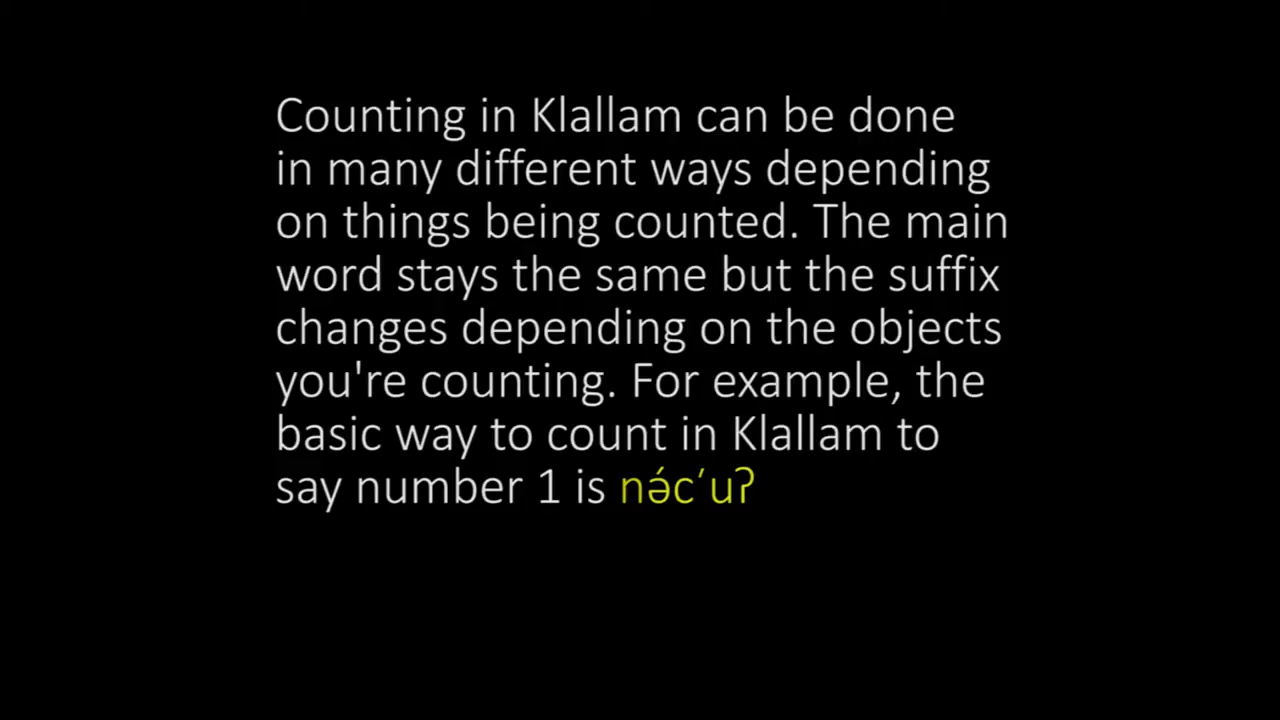 Counting in Klallam can be done
in many different ways depending
on things being counted. The main
word stays the same but the suffix
changes depending on the objects
you're counting. For example, the
basic way to count in Klallam to
say number 1 is nə́c̓uʔ